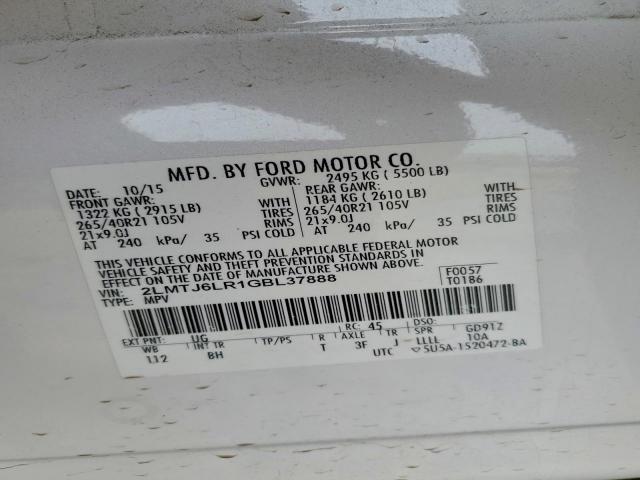 MFD. BY FORD MOTOR CO.
DATE: 10/15 GVWR: 2495 KG ( 5500 LB)
FRONT GAWR: REAR GAWR:
1322 KG ( 2915 LB) WITH 1184 KG ( 2610 LB) WITH
265/40R21 105V TIRES 265/40R21 105V TIRES
21x9.0J RIMS 21x9.0J RIMS
AT 240 kPa/ 35 PSI COLD AT 240 kPa/ 35 PSI COLD
THIS VEHICLE CONFORMS TO ALL APPLICABLE FEDERAL MOTOR
VEHICLE SAFETY AND THEFT PREVENTION STANDARDS IN
EFFECT ON THE DATE OF MANUFACTURE SHOWN ABOVE.
VIN: 2LMTJ6LR1GBL37888 F0057
TYPE: MPV T0186
EXT PNT: UG RC: 45 DSO:
WB INT TR TP/PS R AXLE TR SPR GD91Z
112 BH T 3F J LLLL 10A
UTC ▽5U5A-1520472-BA